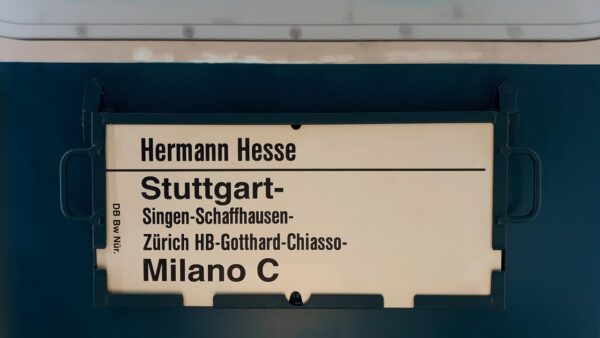 Hermann Hesse
Stuttgart-
Singen-Schaffhausen-
Zürich HB-Gotthard-Chiasso-
Milano C
DB Bw Nür.